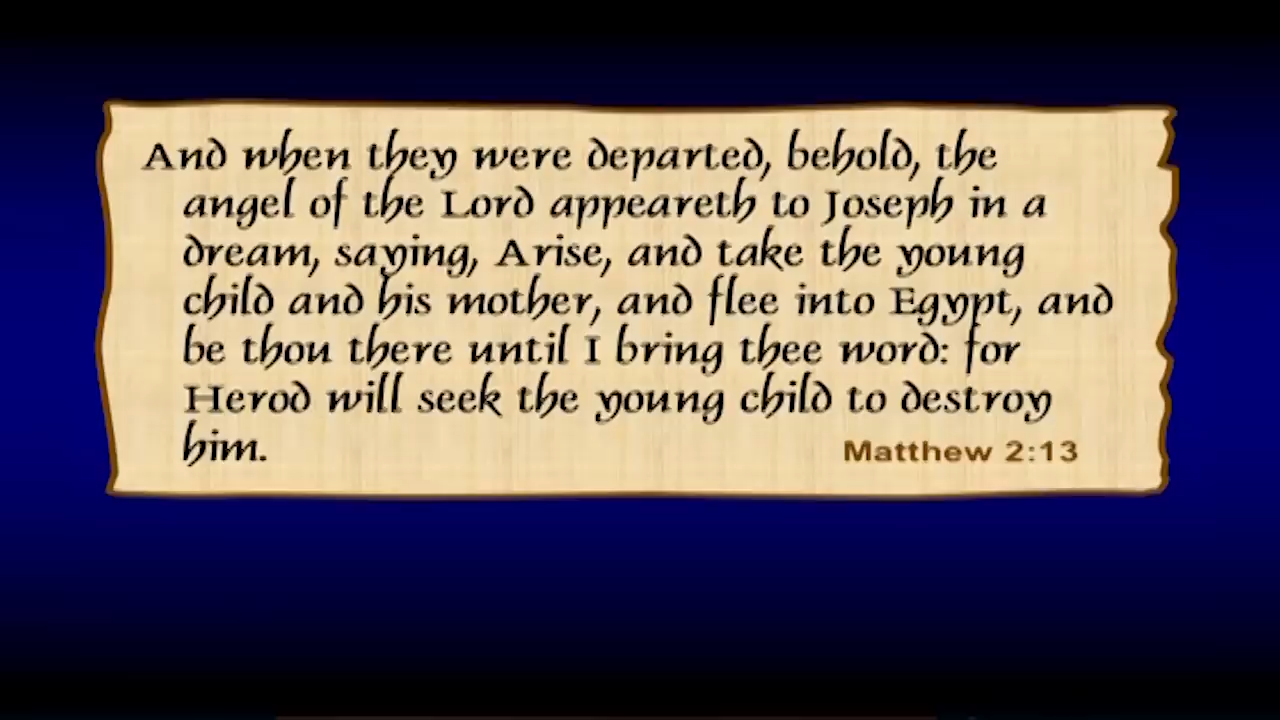 And when they were departed, behold, the
angel of the Lord appeareth to Joseph in a
dream, saying, Arise, and take the young
child and his mother, and flee into Egypt, and
be thou there until I bring thee word: for
Herod will seek the young child to destroy
him.
Matthew 2:13